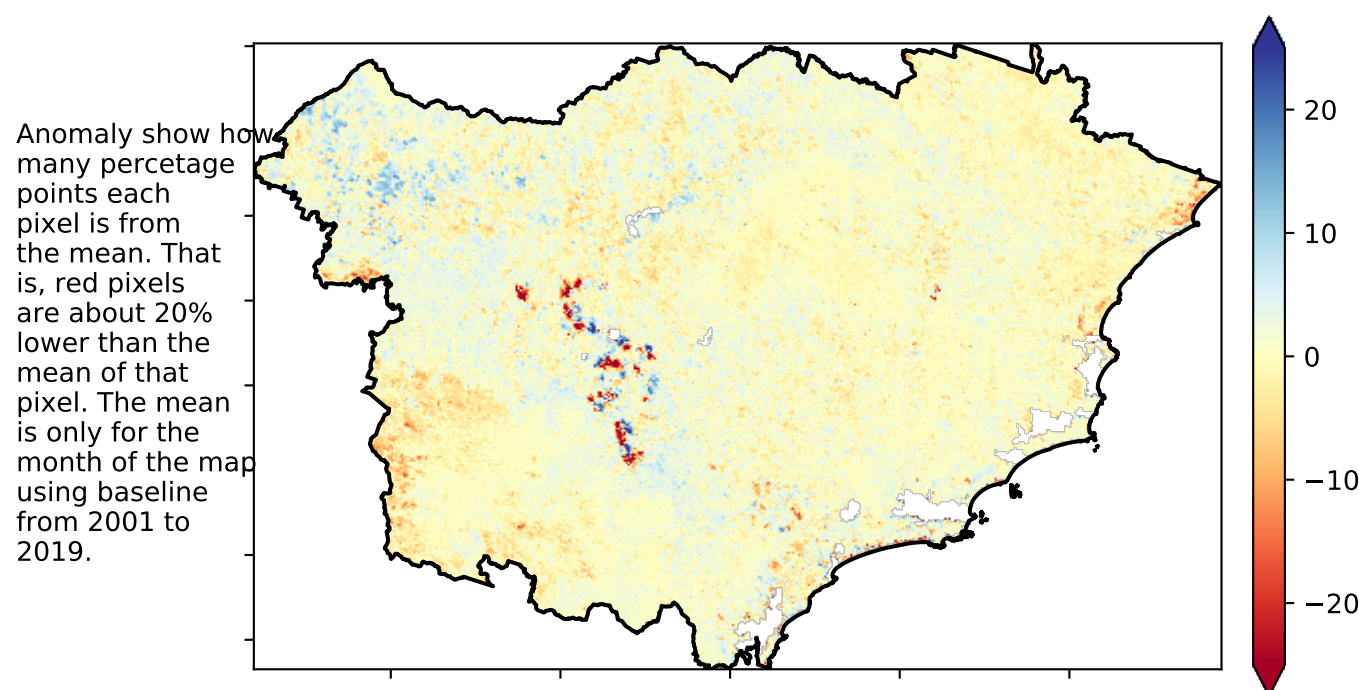 Anomaly show how
many percetage
points each
pixel is from
the mean. That
is, red pixels
are about 20%
lower than the
mean of that
pixel. The mean
is only for the
month of the map
using baseline
from 2001 to
2019.
20
10
0
−10
−20